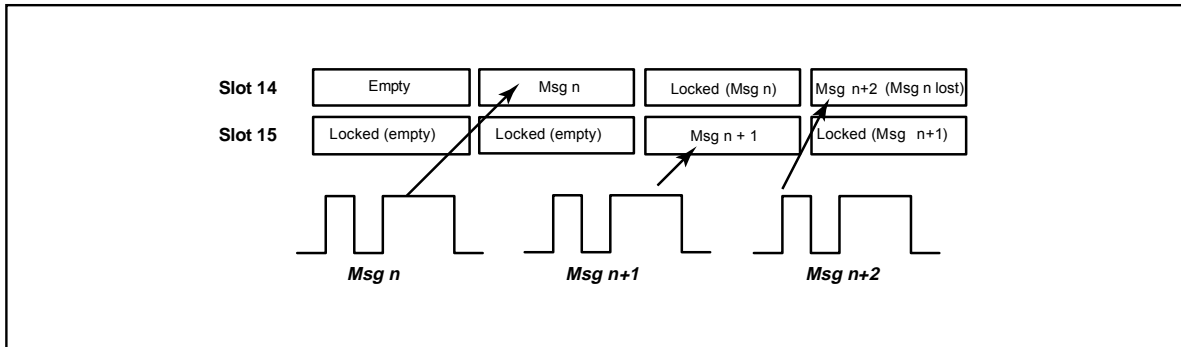 Slot 14 Empty Msg n Locked (Msg n) Msg n+2 (Msg n lost)
Slot 15 Locked (empty) Locked (empty) Msg n + 1 Locked (Msg n+1)
Msg n Msg n+1 Msg n+2